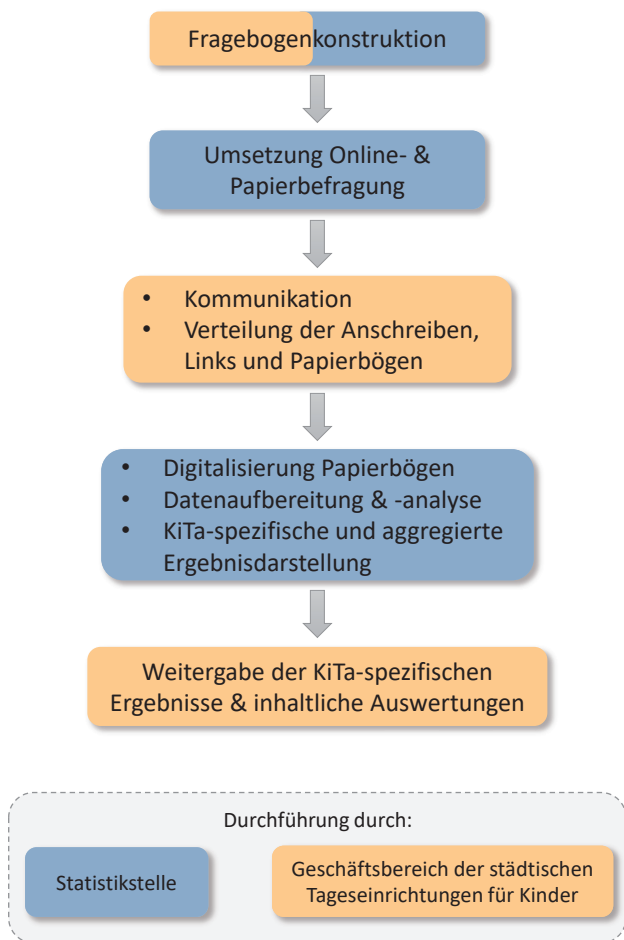 Fragebogenkonstruktion
Umsetzung Online- &
Papierbefragung
• Kommunikation
• Verteilung der Anschreiben,
Links und Papierbögen
• Digitalisierung Papierbögen
• Datenaufbereitung & -analyse
• KiTa-spezifische und aggregierte
Ergebnisdarstellung
Weitergabe der KiTa-spezifischen
Ergebnisse & inhaltliche Auswertungen
Durchführung durch:
Statistikstelle
Geschäftsbereich der städtischen
Tageseinrichtungen für Kinder